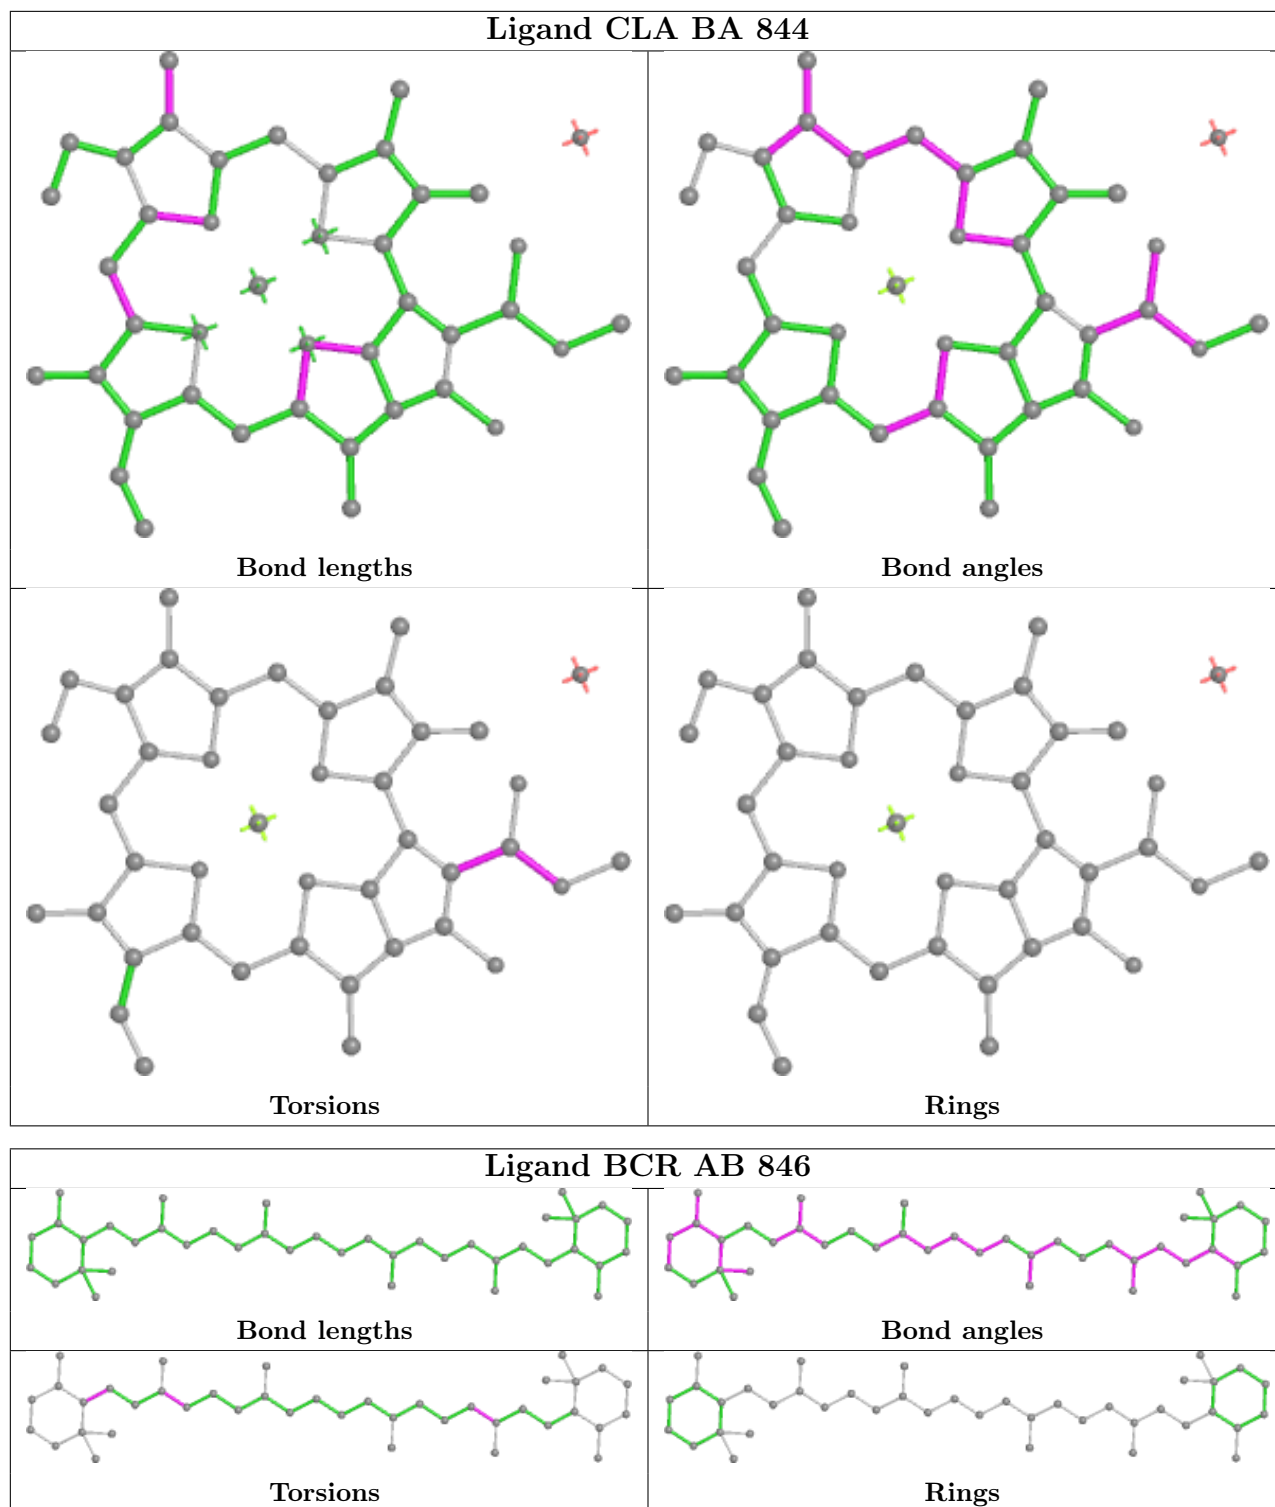 Ligand CLA BA 844
Bond lengths
Bond angles
Torsions
Rings
Ligand BCR AB 846
Bond lengths
Bond angles
Torsions
Rings